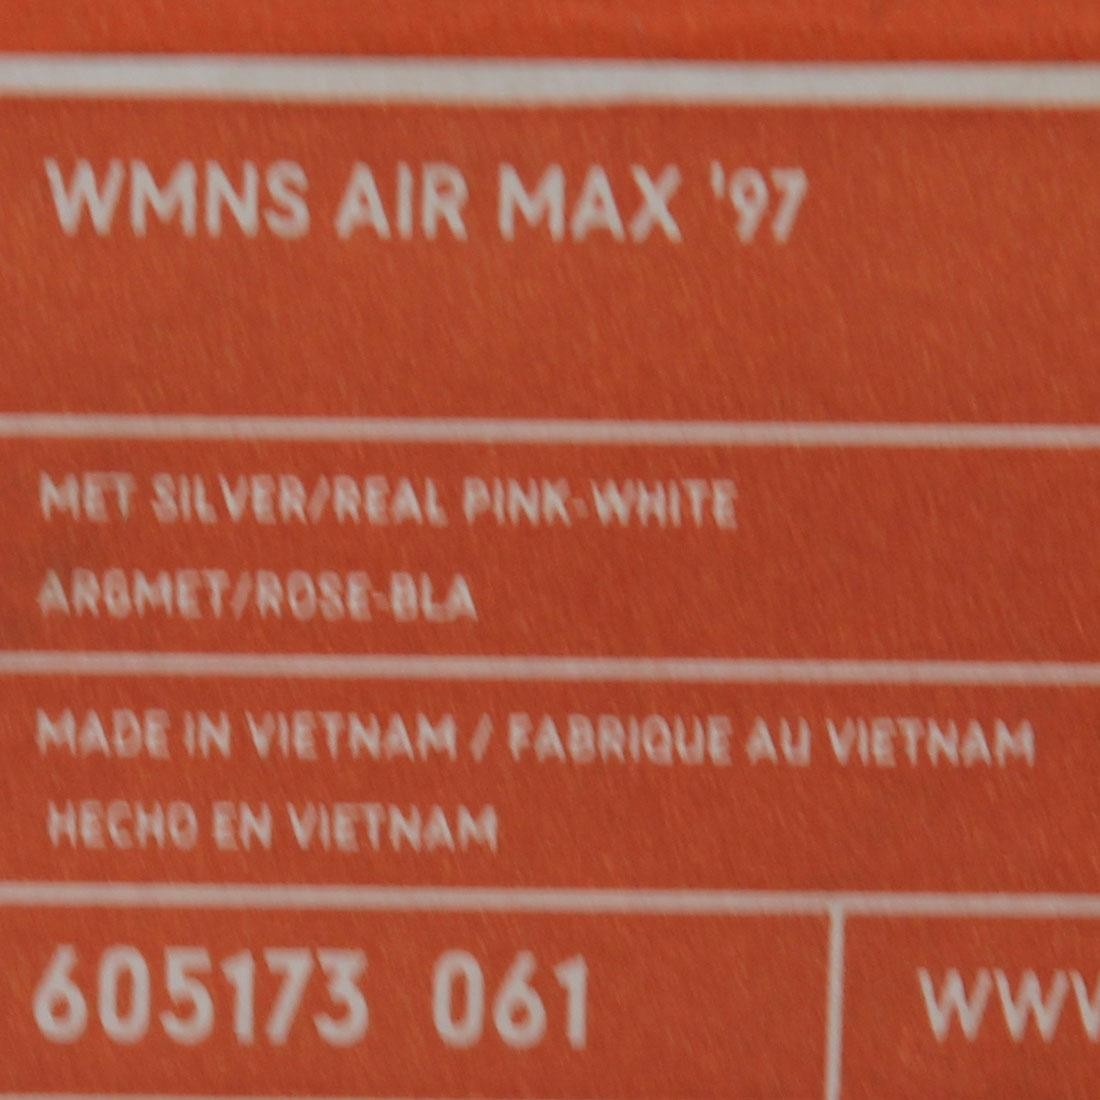 WMNS AIR MAX '97
MET SILVER/REAL PINK-WHITE
ARGMET/ROSE-BLA
MADE IN VIETNAM / FABRIQUE AU VIETNAM
HECHO EN VIETNAM
605173 061
WWW